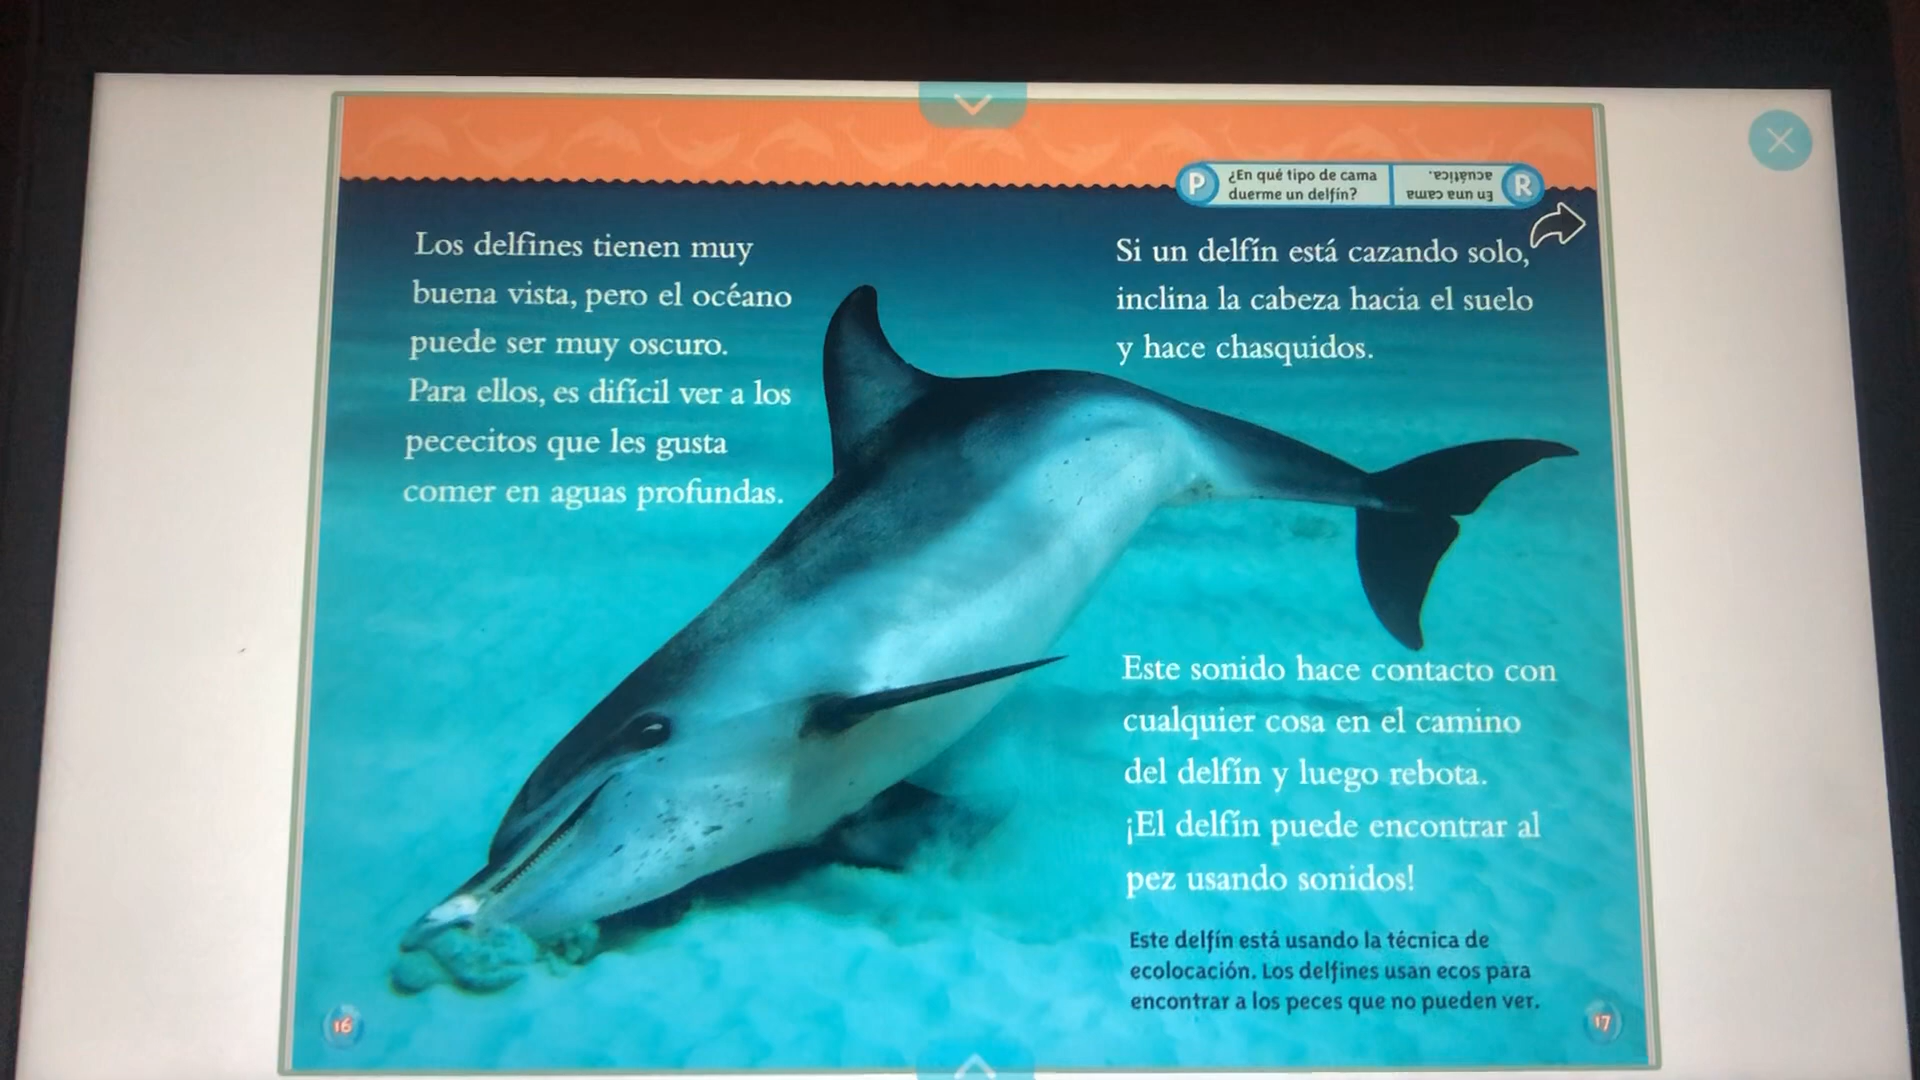 P
¿En qué tipo de cama
duerme un delfín?
En una cama
acuática.
R
Los delfines tienen muy
buena vista, pero el océano
puede ser muy oscuro.
Para ellos, es difícil ver a los
pececitos que les gusta
comer en aguas profundas.
Si un delfín está cazando solo,
inclina la cabeza hacia el suelo
y hace chasquidos.
Este sonido hace contacto con
cualquier cosa en el camino
del delfín y luego rebota.
¡El delfín puede encontrar al
pez usando sonidos!
Este delfín está usando la técnica de
ecolocación. Los delfines usan ecos para
encontrar a los peces que no pueden ver.
16
17